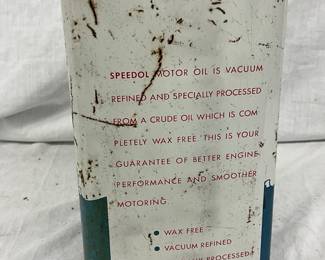 SPEEDOL MOTOR OIL IS VACUUM
REFINED AND SPECIALLY PROCESSED
FROM A CRUDE OIL WHICH IS COM
PLETELY WAX FREE THIS IS YOUR
GUARANTEE OF BETTER ENGINE
PERFORMANCE AND SMOOTHER
MOTORING
• WAX FREE
• VACUUM REFINED
PROCESSED